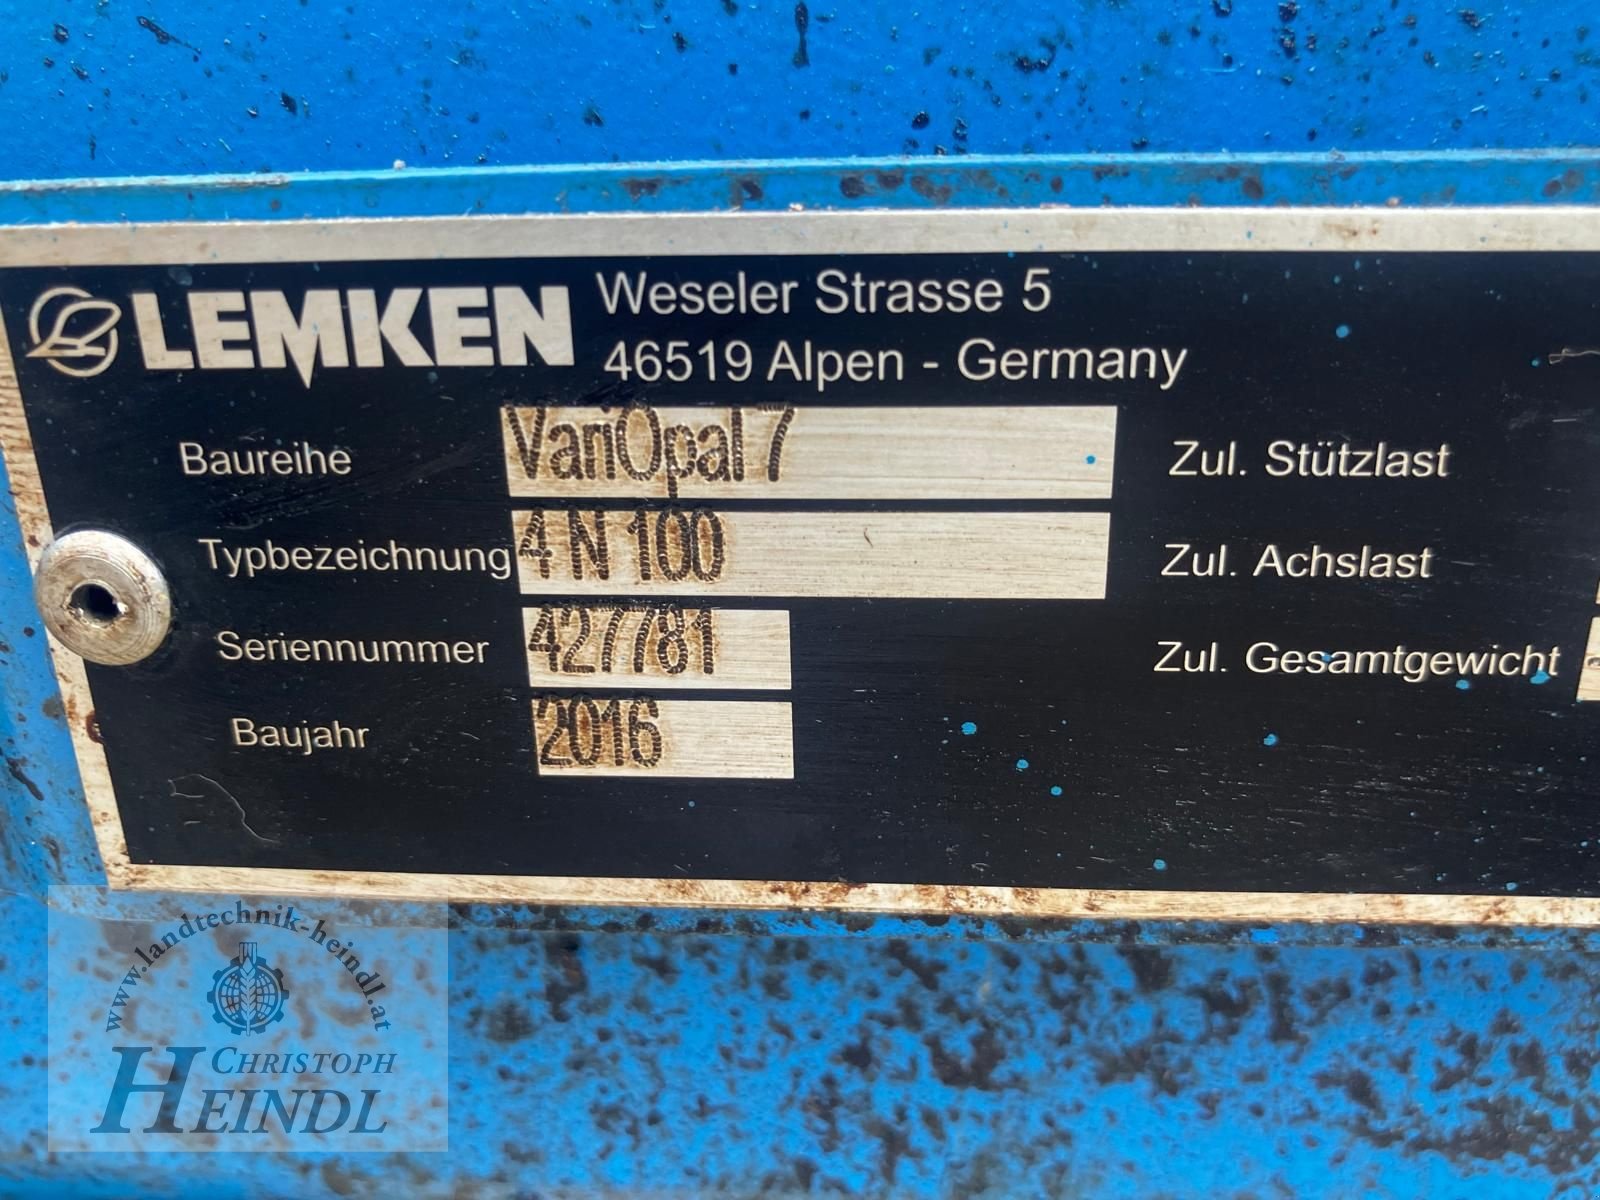 LEMKEN
Weseler Strasse 5
46519 Alpen - Germany
Baureihe VariOpal 7
Typbezeichnung 4 N 100
Seriennummer 427781
Baujahr 2016
Zul. Stützlast
Zul. Achslast
Zul. Gesamtgewicht
www.landtechnik-heindl.at
CHRISTOPH
HEINDL